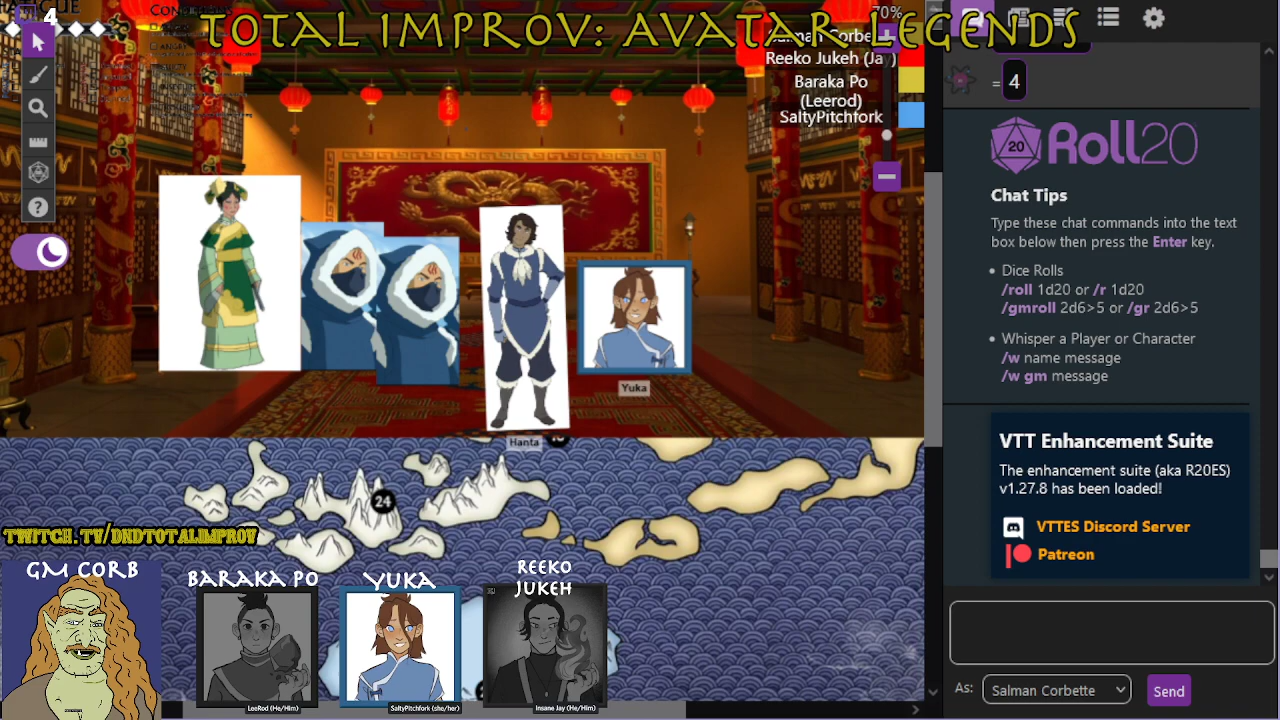 4
TOTAL IMPROV: AVATAR LEGENDS
70%
Salman Corbe
Reeko Jukeh (Ja )
Baraka Po
(Leerod)
SaltyPitchfork
Yuka
Hanta
24
TWITCH.TV/DNDTOTALIMPROV
GM CORB
BARAKA PO
YUKA
REEKO
JUKEH
LeeRod (He/Him)
SaltyPitchfork (she/her)
Insane Jay (He/Him)
= 4
20
Roll20
Chat Tips
Type these chat commands into the text
box below then press the Enter key.
• Dice Rolls
/roll 1d20 or /r 1d20
/gmroll 2d6>5 or /gr 2d6>5
• Whisper a Player or Character
/w name message
/w gm message
VTT Enhancement Suite
The enhancement suite (aka R20ES)
v1.27.8 has been loaded!
VTTES Discord Server
Patreon
As:
Salman Corbette
Send